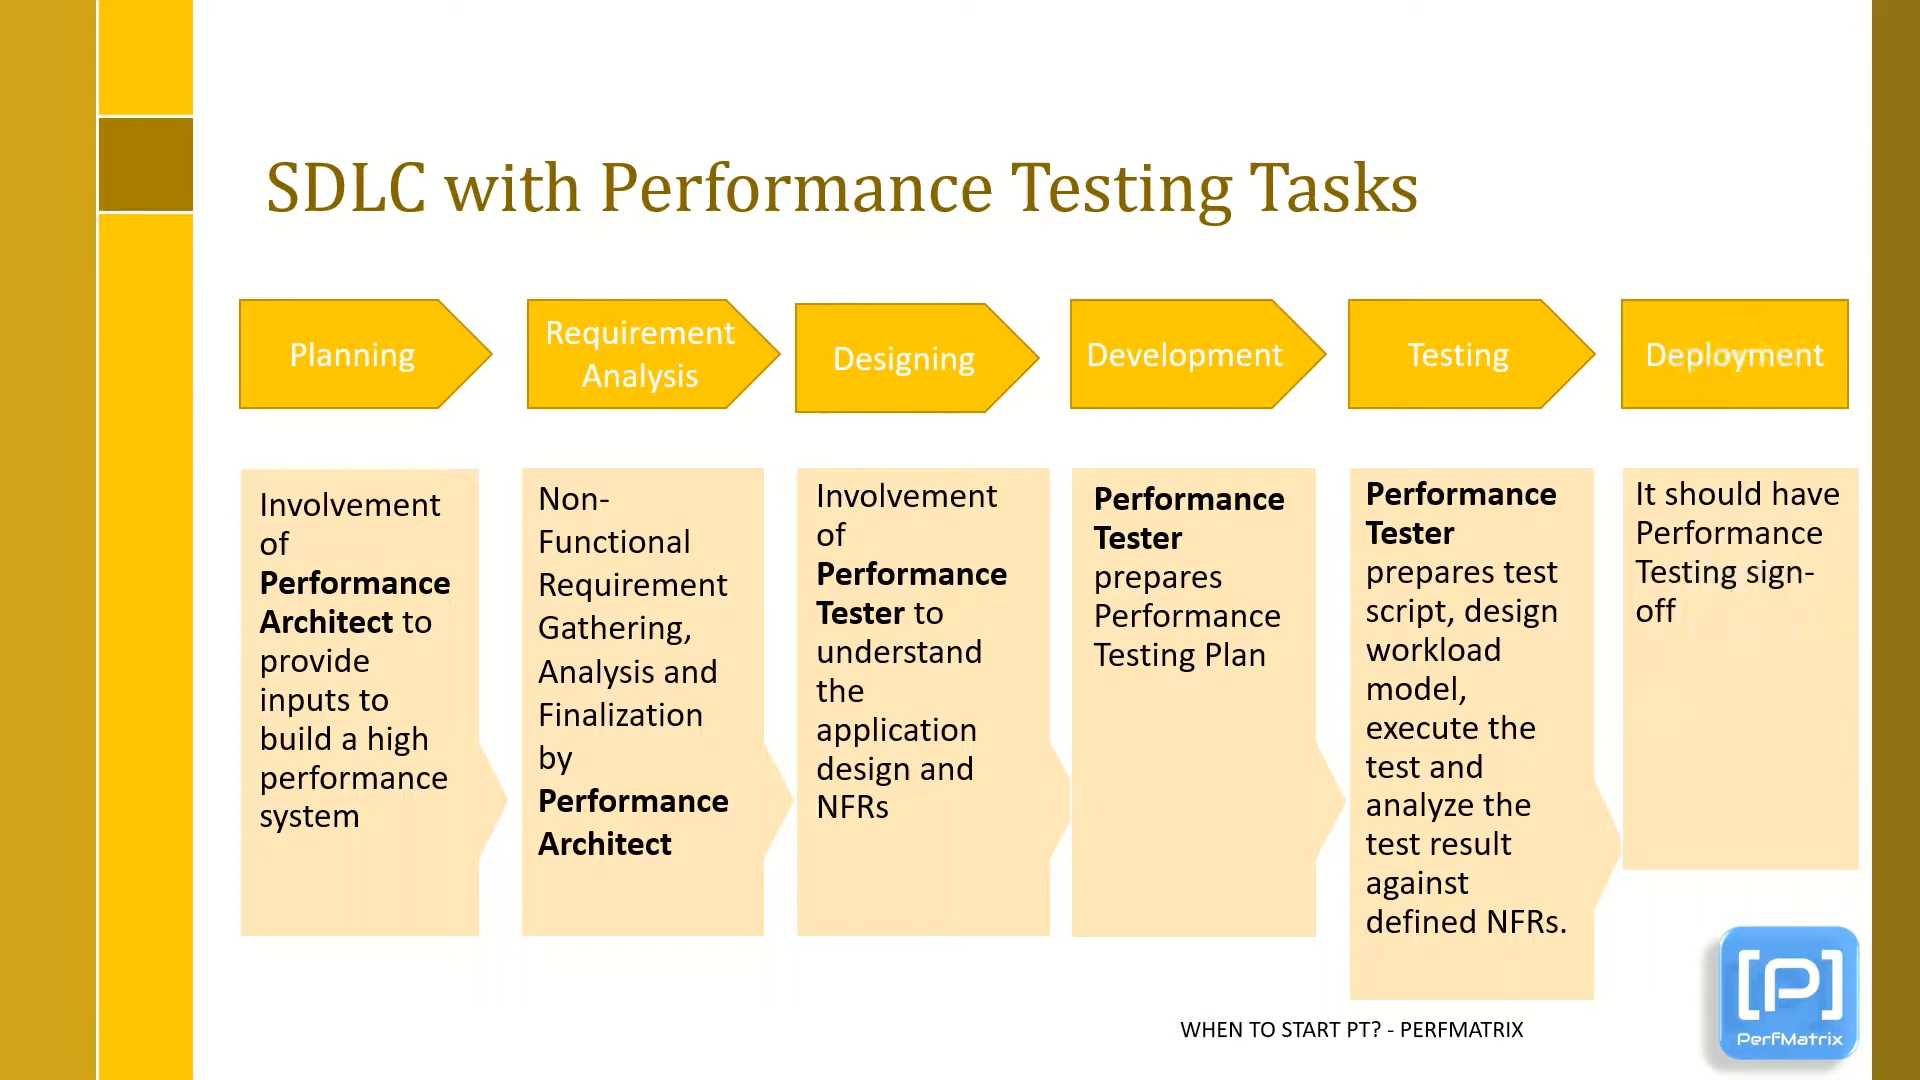 SDLC with Performance Testing Tasks
Planning
Requirement
Analysis
Designing
Development
Testing
Deployment
Involvement
of
Performance
Architect to
provide
inputs to
build a high
performance
system
Non-
Functional
Requirement
Gathering,
Analysis and
Finalization
by
Performance
Architect
Involvement
of
Performance
Tester to
understand
the
application
design and
NFRs
Performance
Tester
prepares
Performance
Testing Plan
Performance
Tester
prepares test
script, design
workload
model,
execute the
test and
analyze the
test result
against
defined NFRs.
It should have
Performance
Testing sign-
off
WHEN TO START PT? - PERFMATRIX
[P]
PerfMatrix